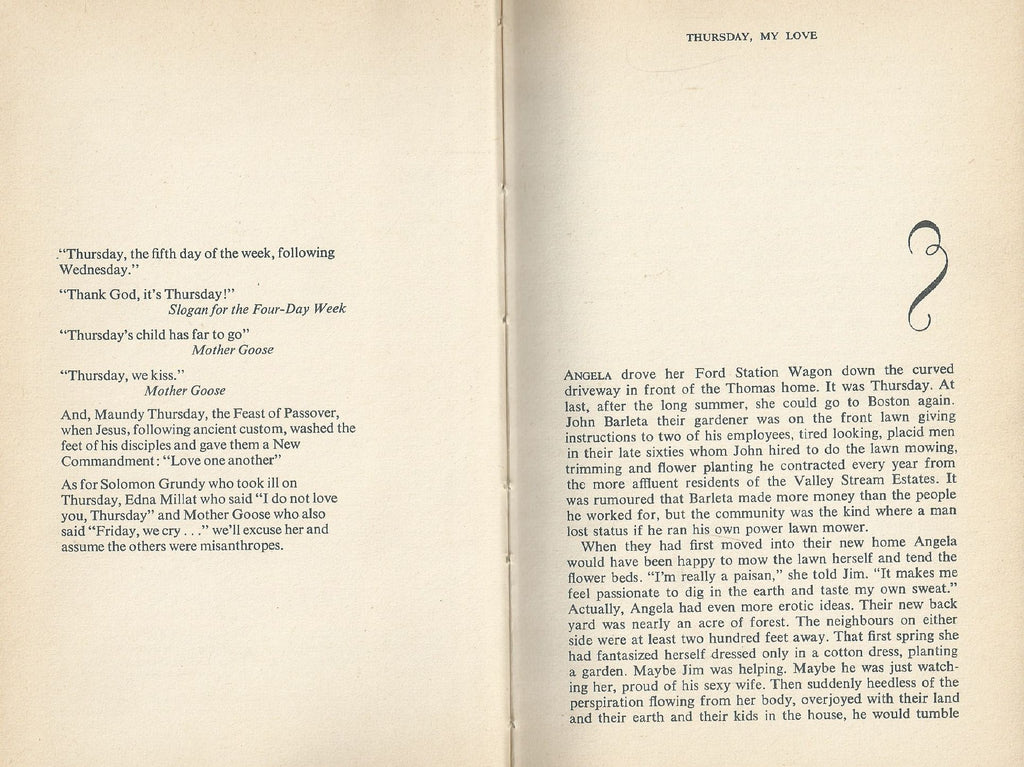 ."Thursday, the fifth day of the week, following
Wednesday."
"Thank God, it's Thursday!"
Slogan for the Four-Day Week
"Thursday's child has far to go"
Mother Goose
"Thursday, we kiss."
Mother Goose
And, Maundy Thursday, the Feast of Passover,
when Jesus, following ancient custom, washed the
feet of his disciples and gave them a New
Commandment: "Love one another"
As for Solomon Grundy who took ill on
Thursday, Edna Millat who said "I do not love
you, Thursday" and Mother Goose who also
said "Friday, we cry . . ." we'll excuse her and
assume the others were misanthropes.
THURSDAY, MY LOVE
ANGELA drove her Ford Station Wagon down the curved
driveway in front of the Thomas home. It was Thursday. At
last, after the long summer, she could go to Boston again.
John Barleta their gardener was on the front lawn giving
instructions to two of his employees, tired looking, placid men
in their late sixties whom John hired to do the lawn mowing,
trimming and flower planting he contracted every year from
the more affluent residents of the Valley Stream Estates. It
was rumoured that Barleta made more money than the people
he worked for, but the community was the kind where a man
lost status if he ran his own power lawn mower.
When they had first moved into their new home Angela
would have been happy to mow the lawn herself and tend the
flower beds. "I'm really a paisan," she told Jim. "It makes me
feel passionate to dig in the earth and taste my own sweat."
Actually, Angela had even more erotic ideas. Their new back
yard was nearly an acre of forest. The neighbours on either
side were at least two hundred feet away. That first spring she
had fantasized herself dressed only in a cotton dress, planting
a garden. Maybe Jim was helping. Maybe he was just watch-
ing her, proud of his sexy wife. Then suddenly heedless of the
perspiration flowing from her body, overjoyed with their land
and their earth and their kids in the house, he would tumble